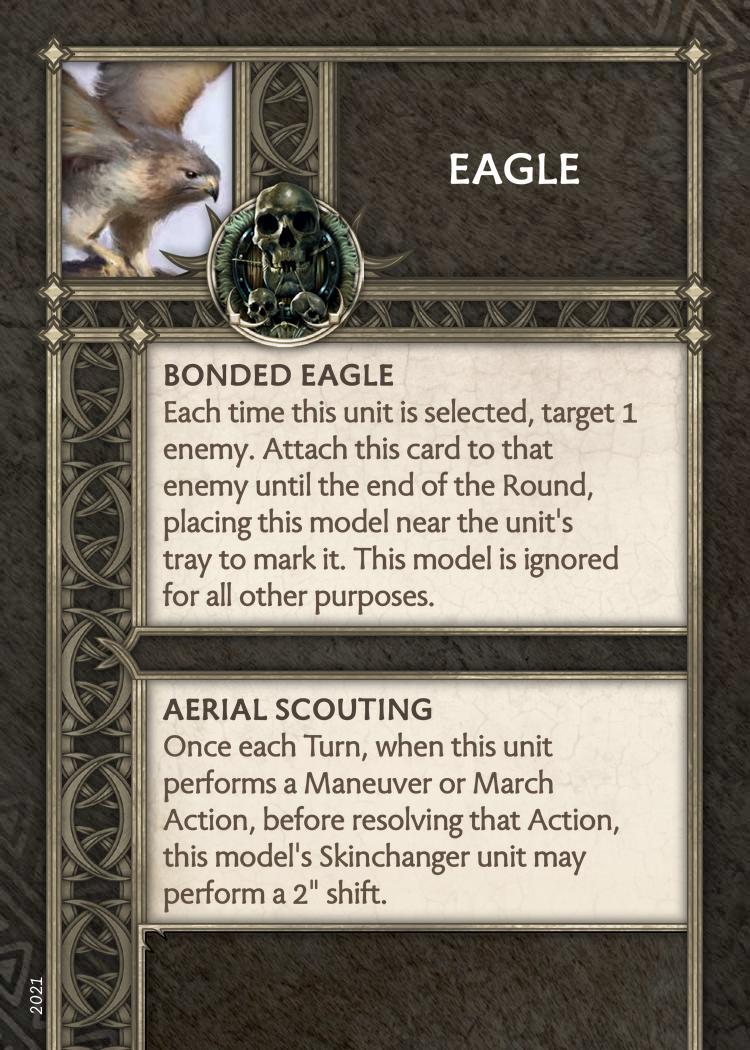 EAGLE
BONDED EAGLE
Each time this unit is selected, target 1
enemy. Attach this card to that
enemy until the end of the Round,
placing this model near the unit's
tray to mark it. This model is ignored
for all other purposes.
AERIAL SCOUTING
Once each Turn, when this unit
performs a Maneuver or March
Action, before resolving that Action,
this model's Skinchanger unit may
perform a 2" shift.
2021